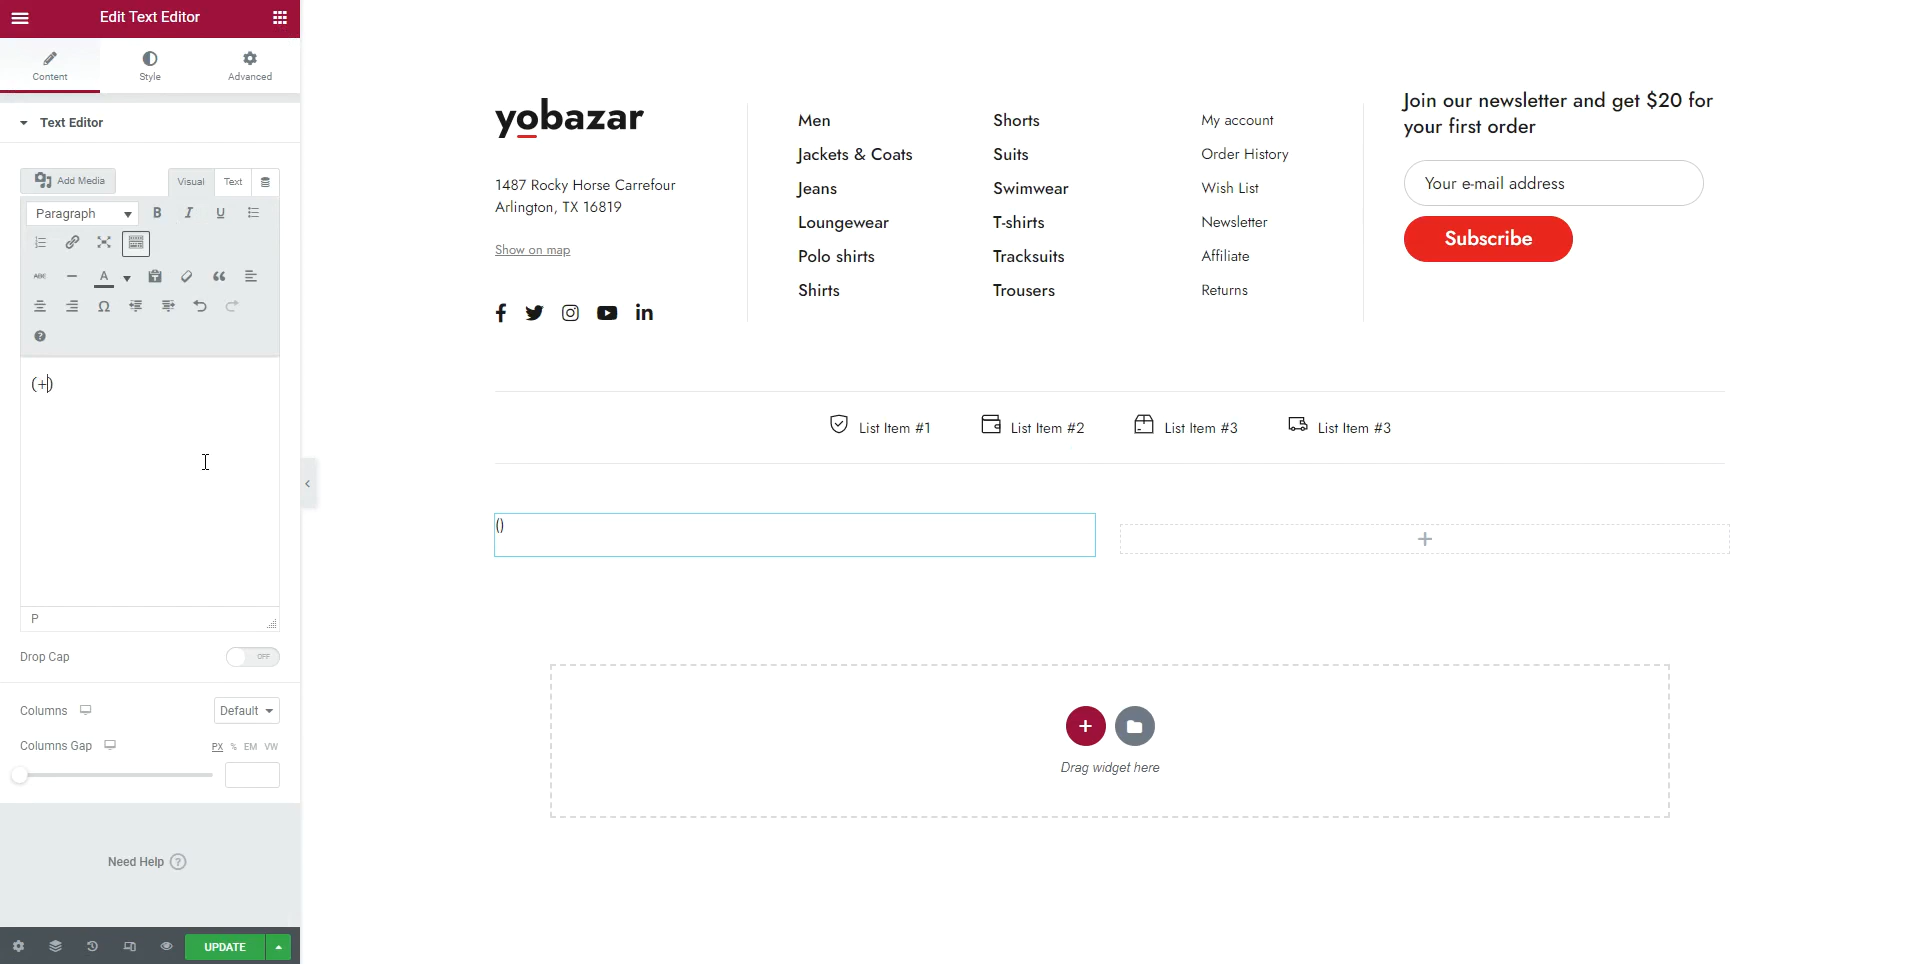 Edit Text Editor
Content
Style
Advanced
Text Editor
Add Media
Visual
Text
Paragraph
B
I
U
ABC
A
Ω
(+)
P
Drop Cap
OFF
Columns
Default
Columns Gap
PX % EM VW
Need Help ?
UPDATE
yobazar
1487 Rocky Horse Carrefour
Arlington, TX 16819
Show on map
Men
Jackets & Coats
Jeans
Loungewear
Polo shirts
Shirts
Shorts
Suits
Swimwear
T-shirts
Tracksuits
Trousers
My account
Order History
Wish List
Newsletter
Affiliate
Returns
Join our newsletter and get $20 for
your first order
Your e-mail address
Subscribe
List Item #1
List Item #2
List Item #3
List Item #3
()
+
+
Drag widget here